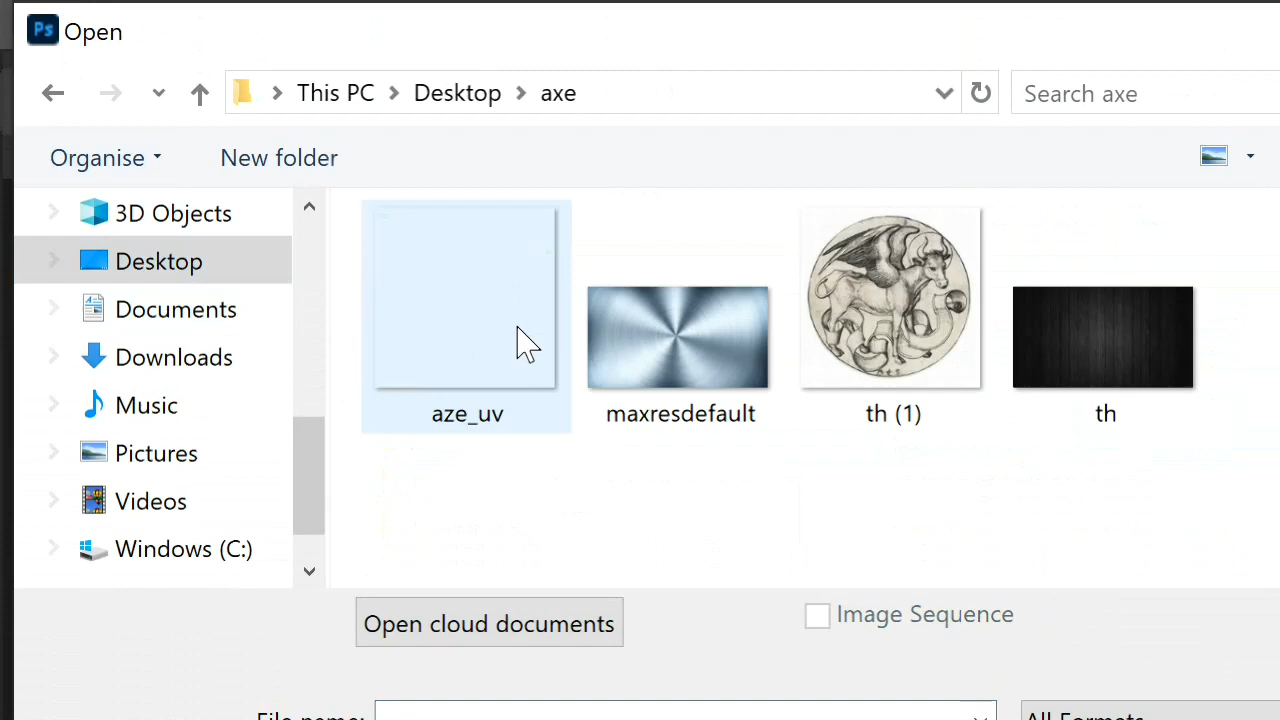 Ps Open
This PC Desktop axe
Search axe
Organise New folder
3D Objects
Desktop
Documents
Downloads
Music
Pictures
Videos
Windows (C:)
aze_uv
maxresdefault
th (1)
th
Open cloud documents
Image Sequence
File name:
All Formats